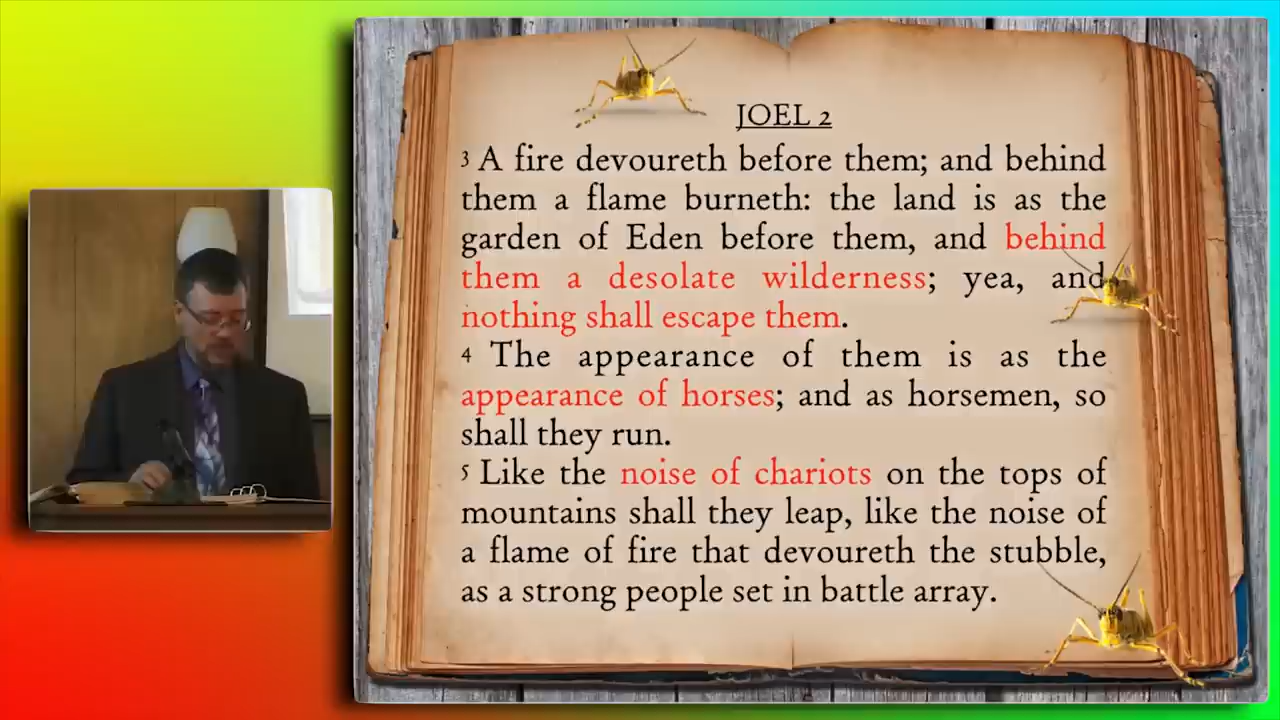 JOEL 2
3 A fire devoureth before them; and behind
them a flame burneth: the land is as the
garden of Eden before them, and behind
them a desolate wilderness; yea, and
nothing shall escape them.
4 The appearance of them is as the
appearance of horses; and as horsemen, so
shall they run.
5 Like the noise of chariots on the tops of
mountains shall they leap, like the noise of
a flame of fire that devoureth the stubble,
as a strong people set in battle array.